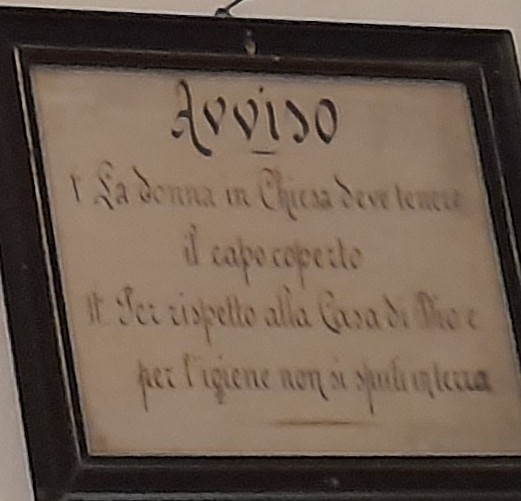 Avviso
I° La donna in Chiesa deve tenere
il capo coperto
II° Per rispetto alla Casa di Dio e
per l'igiene non si sputi in terra